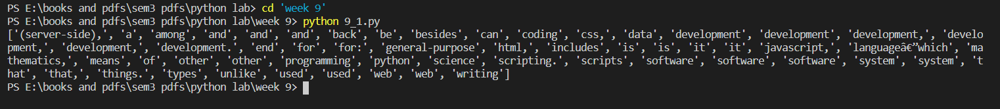 PS E:\books and pdfs\sem3 pdfs\python lab> cd 'week 9'
PS E:\books and pdfs\sem3 pdfs\python lab\week 9> python 9_1.py
['(server-side),', 'a', 'among', 'and', 'and', 'and', 'back', 'be', 'besides', 'can', 'coding', 'css,', 'data', 'development', 'development', 'development,', 'develo
pment,', 'development,', 'development.', 'end', 'for', 'for:', 'general-purpose', 'html,', 'includes', 'is', 'is', 'it', 'it', 'javascript,', 'languageâ€”which', 'ma
thematics,', 'means', 'of', 'other', 'other', 'programming', 'python', 'science', 'scripting.', 'scripts', 'software', 'software', 'software', 'system', 'system', 't
hat', 'that,', 'things.', 'types', 'unlike', 'used', 'used', 'web', 'web', 'writing']
PS E:\books and pdfs\sem3 pdfs\python lab\week 9>